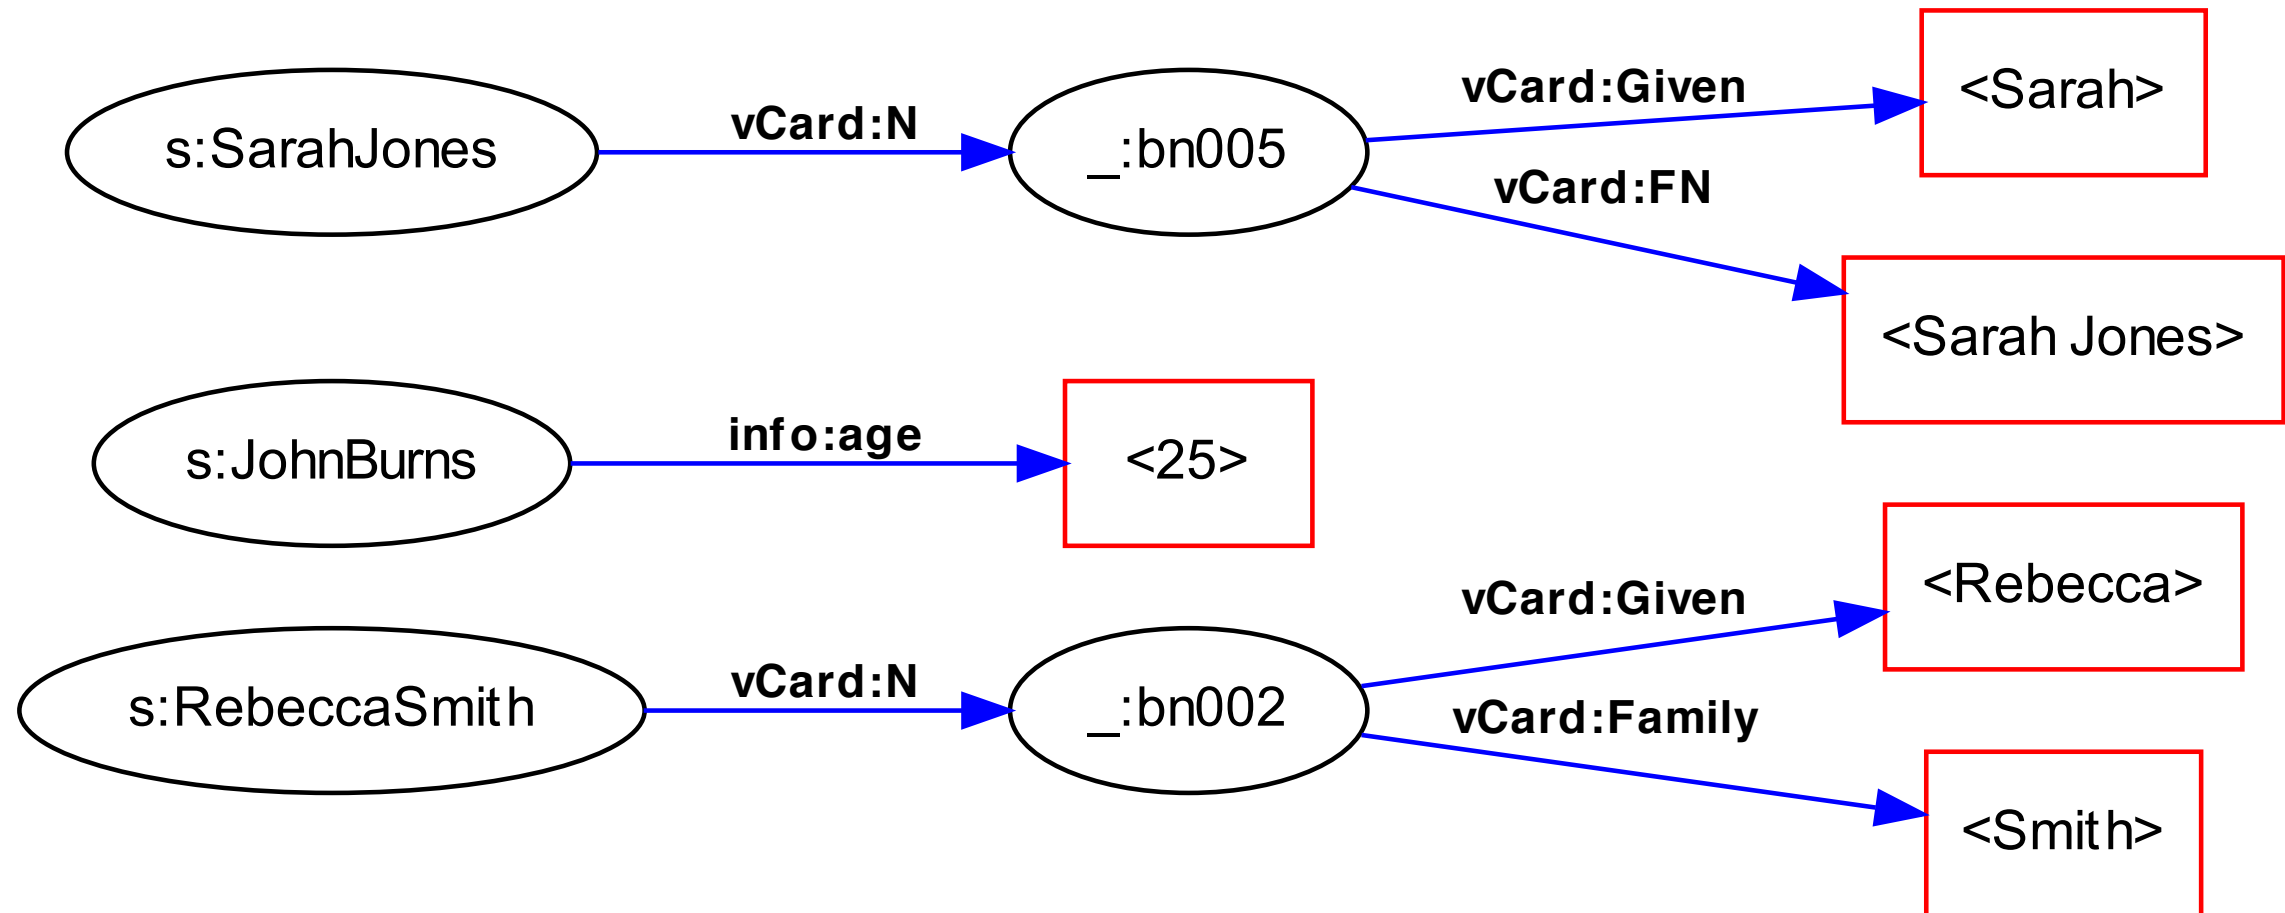 s:SarahJones
vCard:N
_:bn005
vCard:Given
<Sarah>
vCard:FN
<Sarah Jones>
s:JohnBurns
info:age
<25>
s:RebeccaSmith
vCard:N
_:bn002
vCard:Given
<Rebecca>
vCard:Family
<Smith>